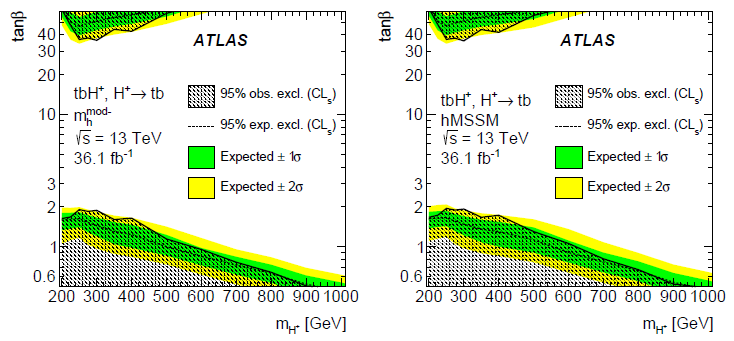 tanβ
40
30
20
10
3
2
1
0.6
ATLAS
tbH⁺, H⁺→ tb
m_h^mod-
√s = 13 TeV
36.1 fb⁻¹
95% obs. excl. (CLₛ)
95% exp. excl. (CLₛ)
Expected ± 1σ
Expected ± 2σ
200 300 400 500 600 700 800 900 1000
m_H⁺ [GeV]
tanβ
40
30
20
10
3
2
1
0.6
ATLAS
tbH⁺, H⁺→ tb
hMSSM
√s = 13 TeV
36.1 fb⁻¹
95% obs. excl. (CLₛ)
95% exp. excl. (CLₛ)
Expected ± 1σ
Expected ± 2σ
200 300 400 500 600 700 800 900 1000
m_H⁺ [GeV]